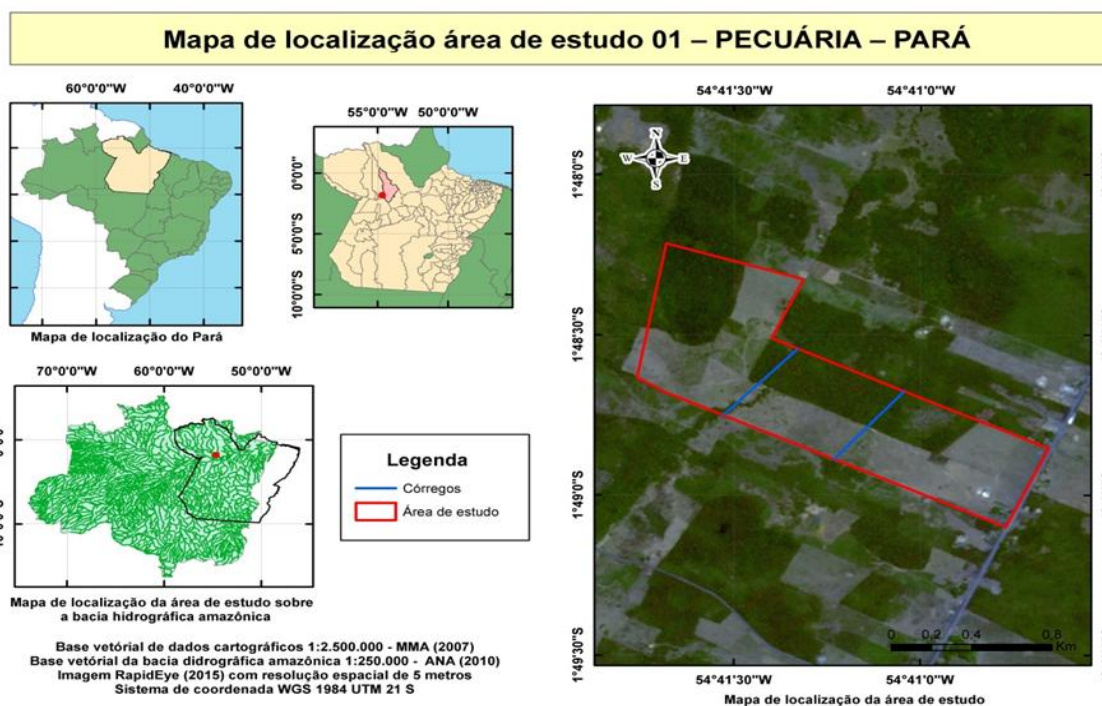 Mapa de localização área de estudo 01 – PECUÁRIA – PARÁ
60°0'0"W 40°0'0"W
Mapa de localização do Pará
55°0'0"W 50°0'0"W
0°0'0"
5°0'0"S
10°0'0"S
70°0'0"W 60°0'0"W 50°0'0"W
Mapa de localização da área de estudo sobre
a bacia hidrográfica amazônica
Legenda
Córregos
Área de estudo
Base vetórial de dados cartográficos 1:2.500.000 - MMA (2007)
Base vetórial da bacia didrográfica amazônica 1:250.000 - ANA (2010)
Imagem RapidEye (2015) com resolução espacial de 5 metros
Sistema de coordenada WGS 1984 UTM 21 S
54°41'30"W 54°41'0"W
N
W E
S
1°48'0"S
1°48'30"S
1°49'0"S
1°49'30"S
0 0,2 0,4 0,8
Km
54°41'30"W 54°41'0"W
Mapa de localização da área de estudo